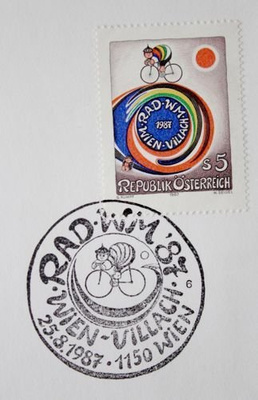 RAD·WM
1987
WIEN-VILLACH
S 5
REPUBLIK ÖSTERREICH
RAD·WM '87
6
·WIEN-VILLACH·
25.8.1987·1150 WIEN